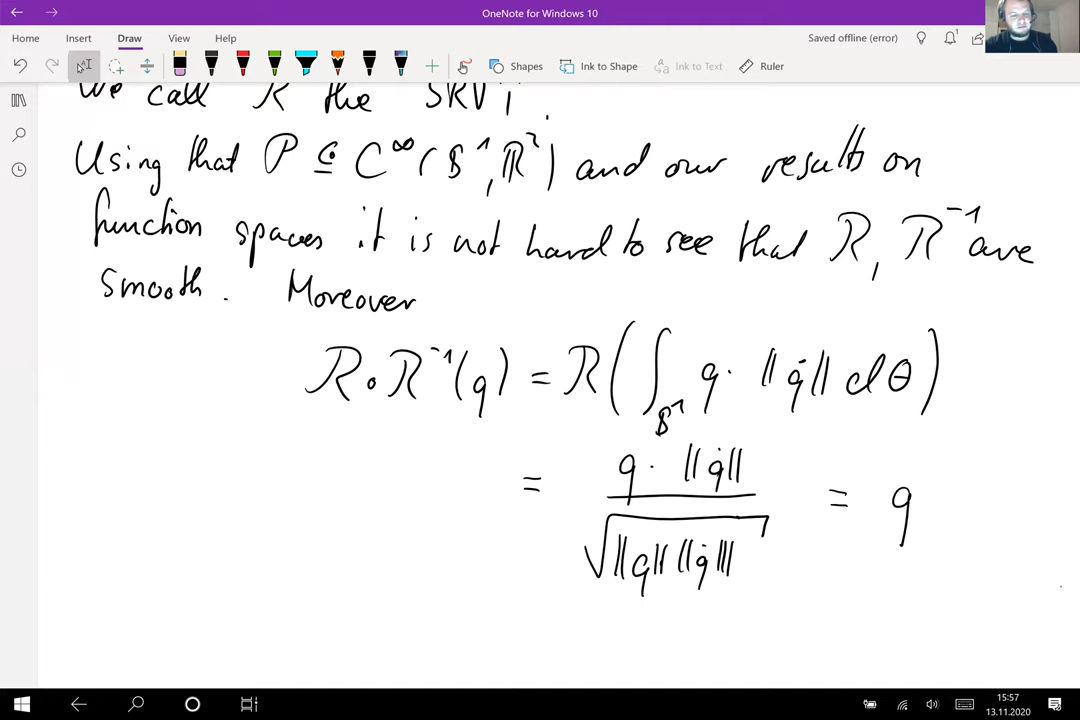 OneNote for Windows 10
Home Insert Draw View Help Saved offline (error)
Shapes Ink to Shape Ink to Text Ruler
We call R the SRVT.
Using that P ⊆ C^∞(S^1, R^2) and our results on
function spaces it is not hard to see that R, R^-1 are
smooth. Moreover
R∘R^-1(q) = R(∫_{S^1} q · ||q|| dθ)
= q · ||q|| / √(||q|| ||q||) = q
15:57
13.11.2020